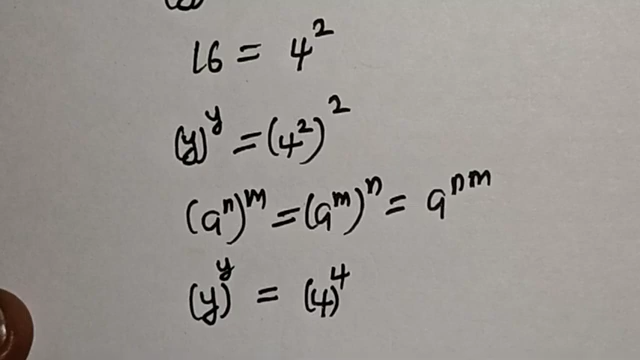 16 = 4²
(y)^y = (4²)²
(a^n)^m = (a^m)^n = a^nm
(y)^y = (4)^4